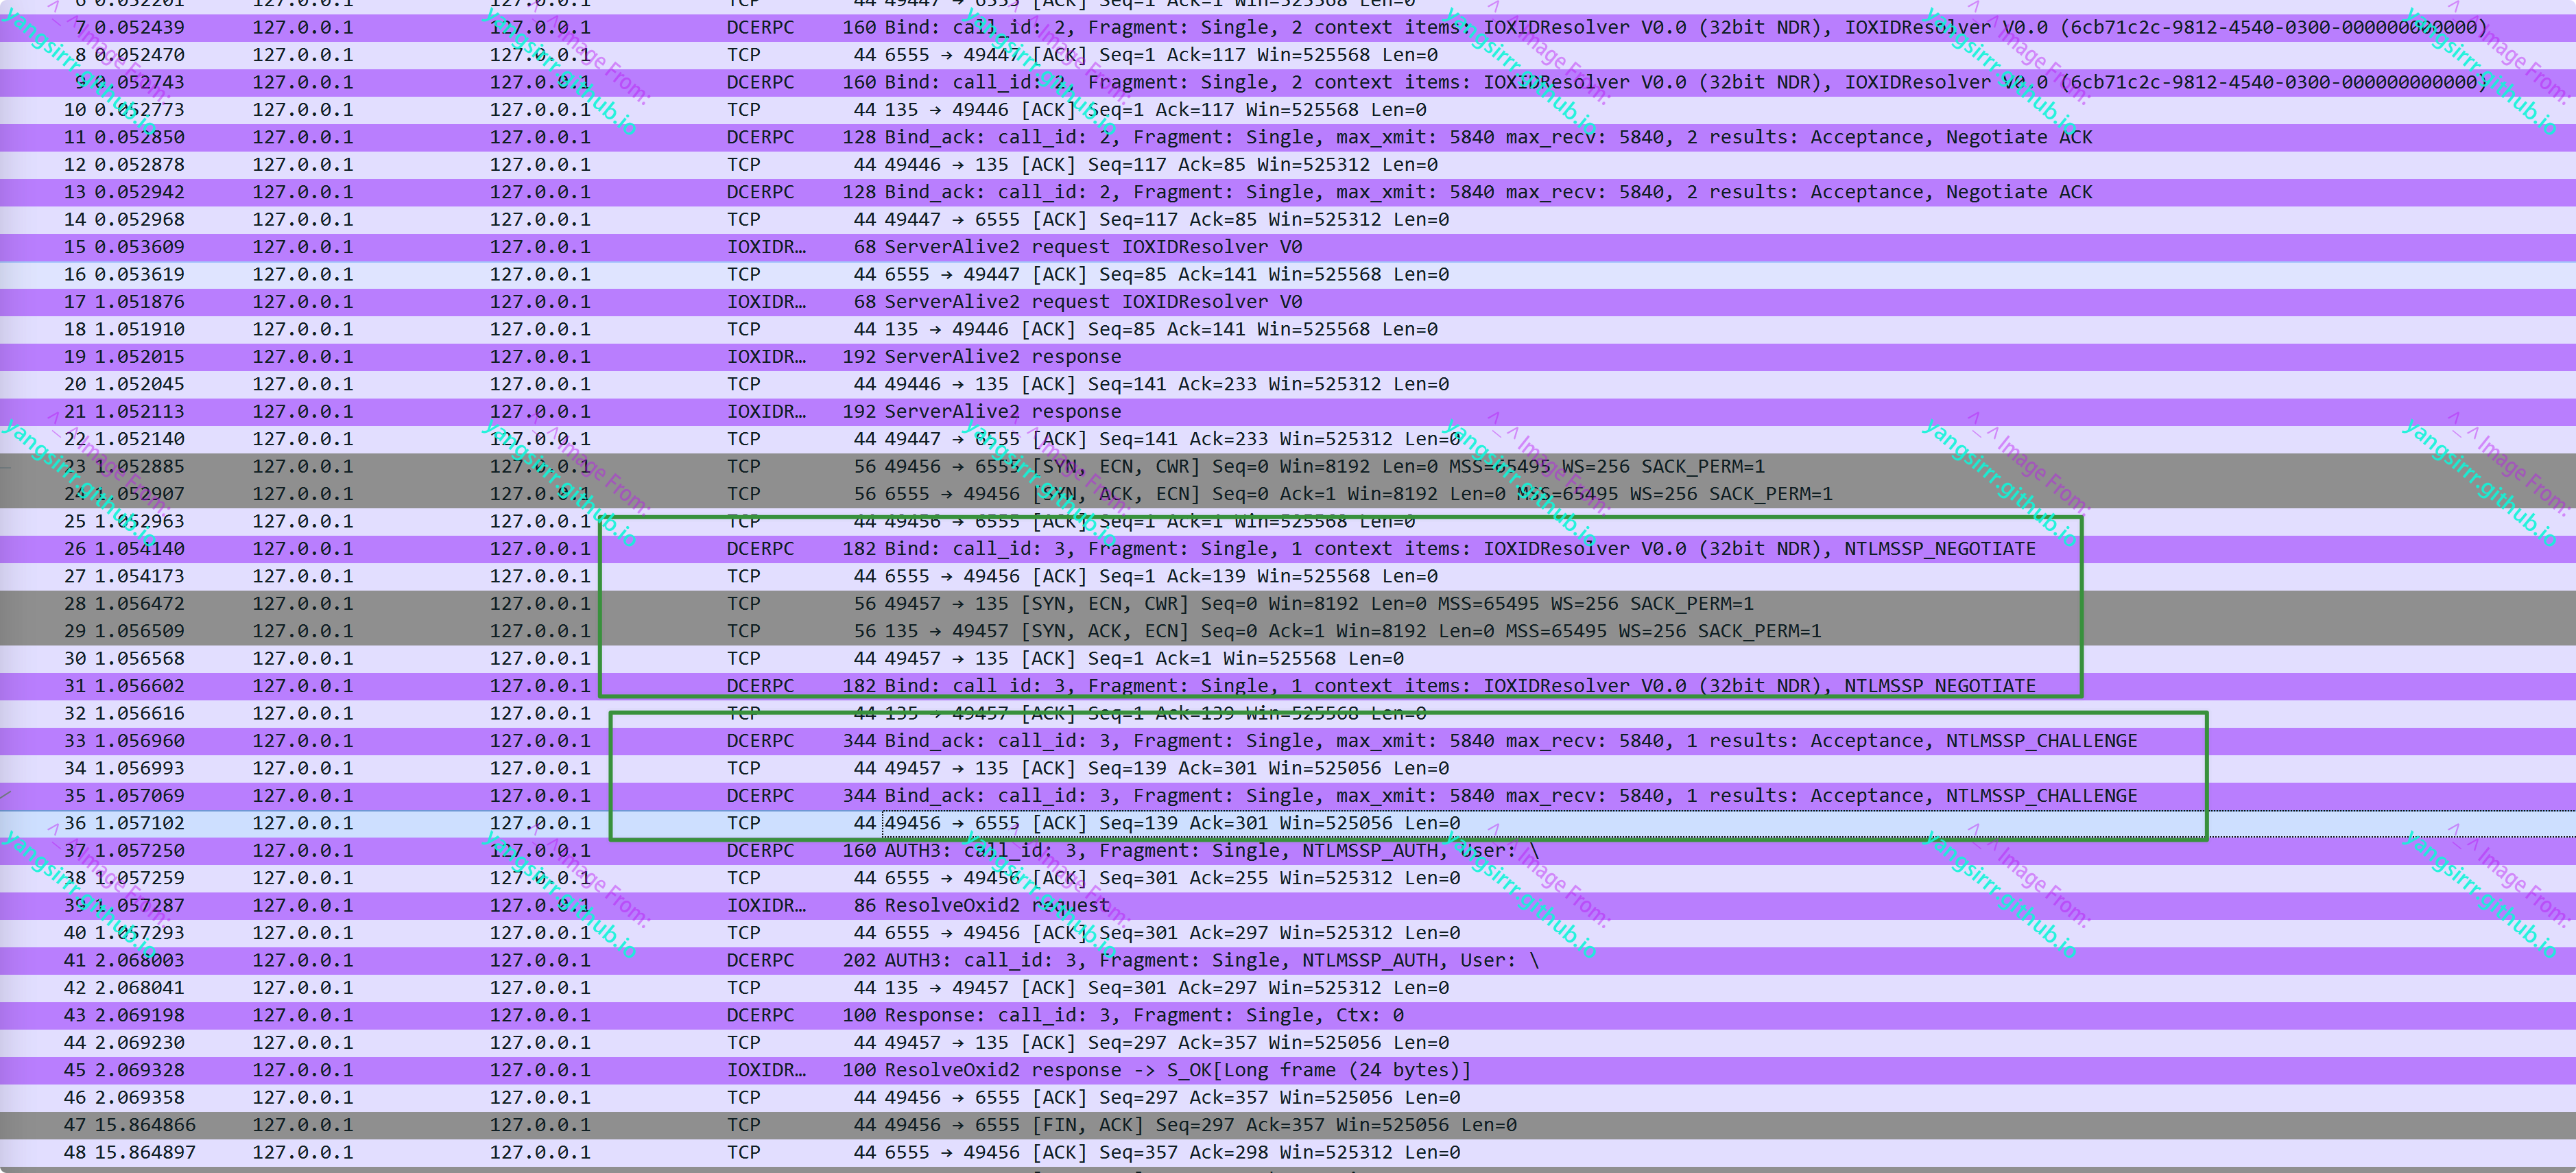 6 0.052201 127.0.0.1 127.0.0.1 TCP 44 49447 → 6555 [ACK] Seq=1 Ack=1 Win=525568 Len=0
7 0.052439 127.0.0.1 127.0.0.1 DCERPC 160 Bind: call_id: 2, Fragment: Single, 2 context items: IOXIDResolver V0.0 (32bit NDR), IOXIDResolver V0.0 (6cb71c2c-9812-4540-0300-000000000000)
8 0.052470 127.0.0.1 127.0.0.1 TCP 44 6555 → 49447 [ACK] Seq=1 Ack=117 Win=525568 Len=0
9 0.052743 127.0.0.1 127.0.0.1 DCERPC 160 Bind: call_id: 2, Fragment: Single, 2 context items: IOXIDResolver V0.0 (32bit NDR), IOXIDResolver V0.0 (6cb71c2c-9812-4540-0300-000000000000)
10 0.052773 127.0.0.1 127.0.0.1 TCP 44 135 → 49446 [ACK] Seq=1 Ack=117 Win=525568 Len=0
11 0.052850 127.0.0.1 127.0.0.1 DCERPC 128 Bind_ack: call_id: 2, Fragment: Single, max_xmit: 5840 max_recv: 5840, 2 results: Acceptance, Negotiate ACK
12 0.052878 127.0.0.1 127.0.0.1 TCP 44 49446 → 135 [ACK] Seq=117 Ack=85 Win=525312 Len=0
13 0.052942 127.0.0.1 127.0.0.1 DCERPC 128 Bind_ack: call_id: 2, Fragment: Single, max_xmit: 5840 max_recv: 5840, 2 results: Acceptance, Negotiate ACK
14 0.052968 127.0.0.1 127.0.0.1 TCP 44 49447 → 6555 [ACK] Seq=117 Ack=85 Win=525312 Len=0
15 0.053609 127.0.0.1 127.0.0.1 IOXIDR… 68 ServerAlive2 request IOXIDResolver V0
16 0.053619 127.0.0.1 127.0.0.1 TCP 44 6555 → 49447 [ACK] Seq=85 Ack=141 Win=525568 Len=0
17 1.051876 127.0.0.1 127.0.0.1 IOXIDR… 68 ServerAlive2 request IOXIDResolver V0
18 1.051910 127.0.0.1 127.0.0.1 TCP 44 135 → 49446 [ACK] Seq=85 Ack=141 Win=525568 Len=0
19 1.052015 127.0.0.1 127.0.0.1 IOXIDR… 192 ServerAlive2 response
20 1.052045 127.0.0.1 127.0.0.1 TCP 44 49446 → 135 [ACK] Seq=141 Ack=233 Win=525312 Len=0
21 1.052113 127.0.0.1 127.0.0.1 IOXIDR… 192 ServerAlive2 response
22 1.052140 127.0.0.1 127.0.0.1 TCP 44 49447 → 6555 [ACK] Seq=141 Ack=233 Win=525312 Len=0
23 1.052885 127.0.0.1 127.0.0.1 TCP 56 49456 → 6555 [SYN, ECN, CWR] Seq=0 Win=8192 Len=0 MSS=65495 WS=256 SACK_PERM=1
24 1.052907 127.0.0.1 127.0.0.1 TCP 56 6555 → 49456 [SYN, ACK, ECN] Seq=0 Ack=1 Win=8192 Len=0 MSS=65495 WS=256 SACK_PERM=1
25 1.052963 127.0.0.1 127.0.0.1 TCP 44 49456 → 6555 [ACK] Seq=1 Ack=1 Win=525568 Len=0
26 1.054140 127.0.0.1 127.0.0.1 DCERPC 182 Bind: call_id: 3, Fragment: Single, 1 context items: IOXIDResolver V0.0 (32bit NDR), NTLMSSP_NEGOTIATE
27 1.054173 127.0.0.1 127.0.0.1 TCP 44 6555 → 49456 [ACK] Seq=1 Ack=139 Win=525568 Len=0
28 1.056472 127.0.0.1 127.0.0.1 TCP 56 49457 → 135 [SYN, ECN, CWR] Seq=0 Win=8192 Len=0 MSS=65495 WS=256 SACK_PERM=1
29 1.056509 127.0.0.1 127.0.0.1 TCP 56 135 → 49457 [SYN, ACK, ECN] Seq=0 Ack=1 Win=8192 Len=0 MSS=65495 WS=256 SACK_PERM=1
30 1.056568 127.0.0.1 127.0.0.1 TCP 44 49457 → 135 [ACK] Seq=1 Ack=1 Win=525568 Len=0
31 1.056602 127.0.0.1 127.0.0.1 DCERPC 182 Bind: call_id: 3, Fragment: Single, 1 context items: IOXIDResolver V0.0 (32bit NDR), NTLMSSP_NEGOTIATE
32 1.056616 127.0.0.1 127.0.0.1 TCP 44 135 → 49457 [ACK] Seq=1 Ack=139 Win=525568 Len=0
33 1.056960 127.0.0.1 127.0.0.1 DCERPC 344 Bind_ack: call_id: 3, Fragment: Single, max_xmit: 5840 max_recv: 5840, 1 results: Acceptance, NTLMSSP_CHALLENGE
34 1.056993 127.0.0.1 127.0.0.1 TCP 44 49457 → 135 [ACK] Seq=139 Ack=301 Win=525056 Len=0
35 1.057069 127.0.0.1 127.0.0.1 DCERPC 344 Bind_ack: call_id: 3, Fragment: Single, max_xmit: 5840 max_recv: 5840, 1 results: Acceptance, NTLMSSP_CHALLENGE
36 1.057102 127.0.0.1 127.0.0.1 TCP 44 49456 → 6555 [ACK] Seq=139 Ack=301 Win=525056 Len=0
37 1.057250 127.0.0.1 127.0.0.1 DCERPC 160 AUTH3: call_id: 3, Fragment: Single, NTLMSSP_AUTH, User: \
38 1.057259 127.0.0.1 127.0.0.1 TCP 44 6555 → 49456 [ACK] Seq=301 Ack=255 Win=525312 Len=0
39 1.057287 127.0.0.1 127.0.0.1 IOXIDR… 86 ResolveOxid2 request
40 1.057293 127.0.0.1 127.0.0.1 TCP 44 6555 → 49456 [ACK] Seq=301 Ack=297 Win=525312 Len=0
41 2.068003 127.0.0.1 127.0.0.1 DCERPC 202 AUTH3: call_id: 3, Fragment: Single, NTLMSSP_AUTH, User: \
42 2.068041 127.0.0.1 127.0.0.1 TCP 44 135 → 49457 [ACK] Seq=301 Ack=297 Win=525312 Len=0
43 2.069198 127.0.0.1 127.0.0.1 DCERPC 100 Response: call_id: 3, Fragment: Single, Ctx: 0
44 2.069230 127.0.0.1 127.0.0.1 TCP 44 49457 → 135 [ACK] Seq=297 Ack=357 Win=525056 Len=0
45 2.069328 127.0.0.1 127.0.0.1 IOXIDR… 100 ResolveOxid2 response -> S_OK[Long frame (24 bytes)]
46 2.069358 127.0.0.1 127.0.0.1 TCP 44 49456 → 6555 [ACK] Seq=297 Ack=357 Win=525056 Len=0
47 15.864866 127.0.0.1 127.0.0.1 TCP 44 49456 → 6555 [FIN, ACK] Seq=297 Ack=357 Win=525056 Len=0
48 15.864897 127.0.0.1 127.0.0.1 TCP 44 6555 → 49456 [ACK] Seq=357 Ack=298 Win=525312 Len=0
^_^ Image From:
yangsirrr.github.io